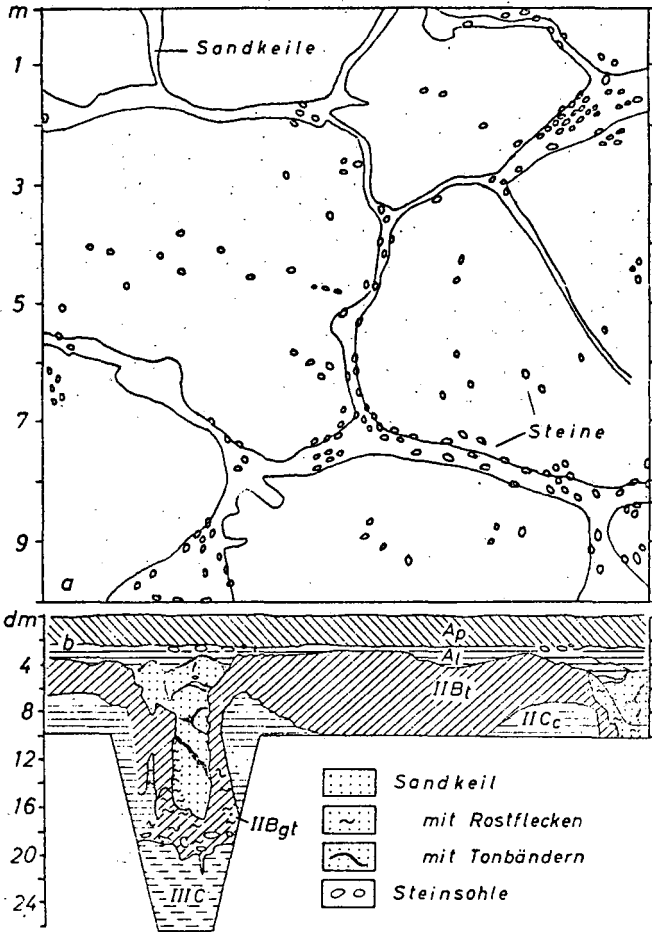 m
Sandkeile
1
3
5
7
Steine
9
a
dm
b
Ap
Al
4
IIBt
8
IICc
12
Sandkeil
16
IIBgt
mit Rostflecken
20
mit Tonbändern
IIIC
24
Steinsohle